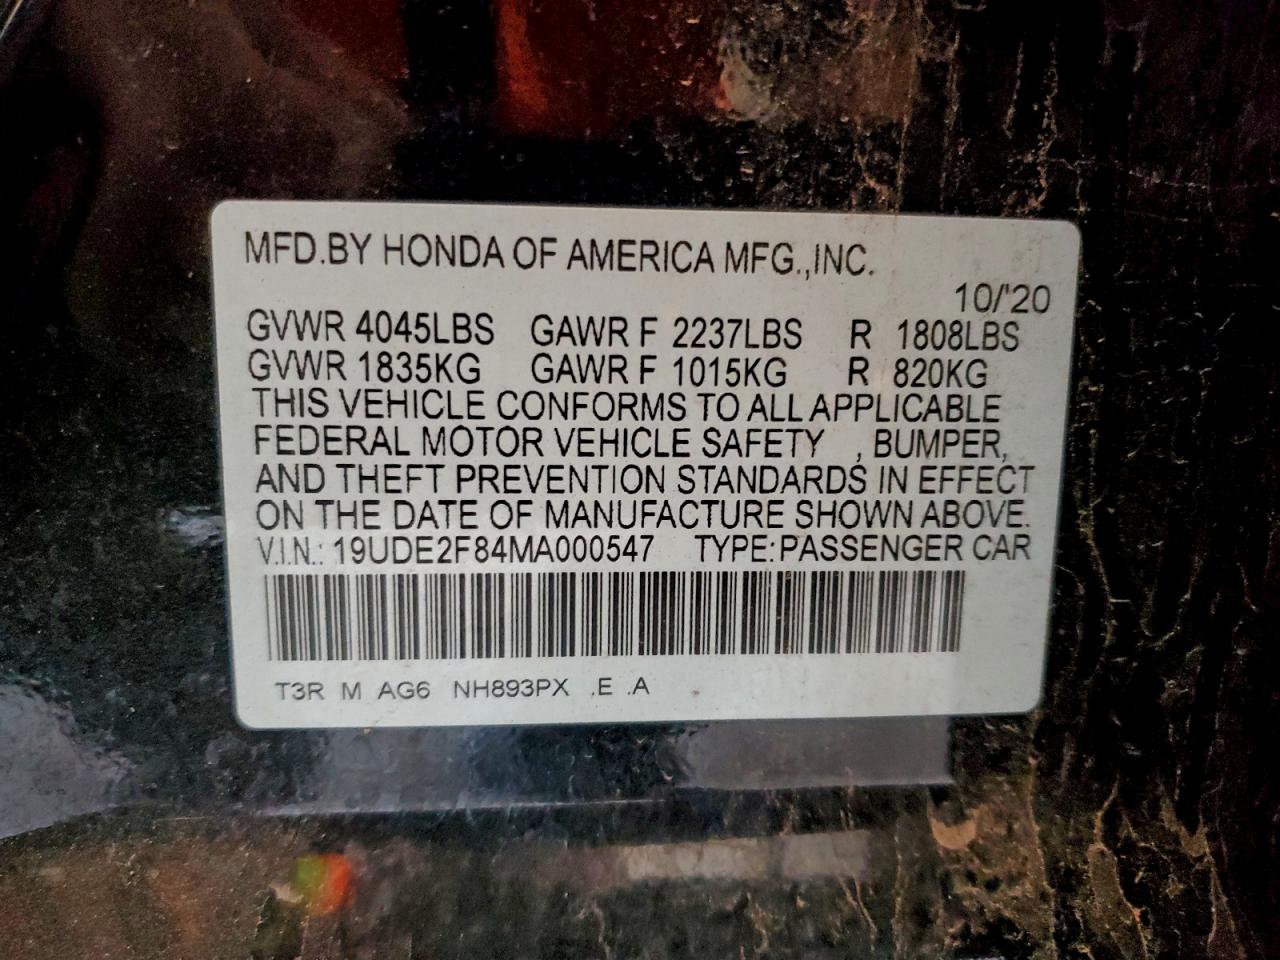 MFD.BY HONDA OF AMERICA MFG.,INC.
10/'20
GVWR 4045LBS GAWR F 2237LBS R 1808LBS
GVWR 1835KG GAWR F 1015KG R 820KG
THIS VEHICLE CONFORMS TO ALL APPLICABLE
FEDERAL MOTOR VEHICLE SAFETY , BUMPER,
AND THEFT PREVENTION STANDARDS IN EFFECT
ON THE DATE OF MANUFACTURE SHOWN ABOVE.
V.I.N.: 19UDE2F84MA000547 TYPE:PASSENGER CAR
T3R M AG6 NH893PX .E .A